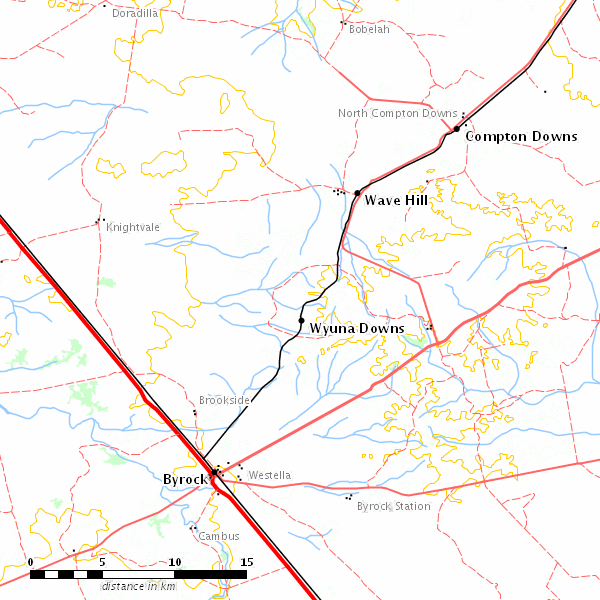 Doradilla
Bobelah
North Compton Downs
Compton Downs
Wave Hill
Knightvale
Wyuna Downs
Brookside
Byrock
Westella
Byrock Station
Cambus
0 5 10 15
distance in km